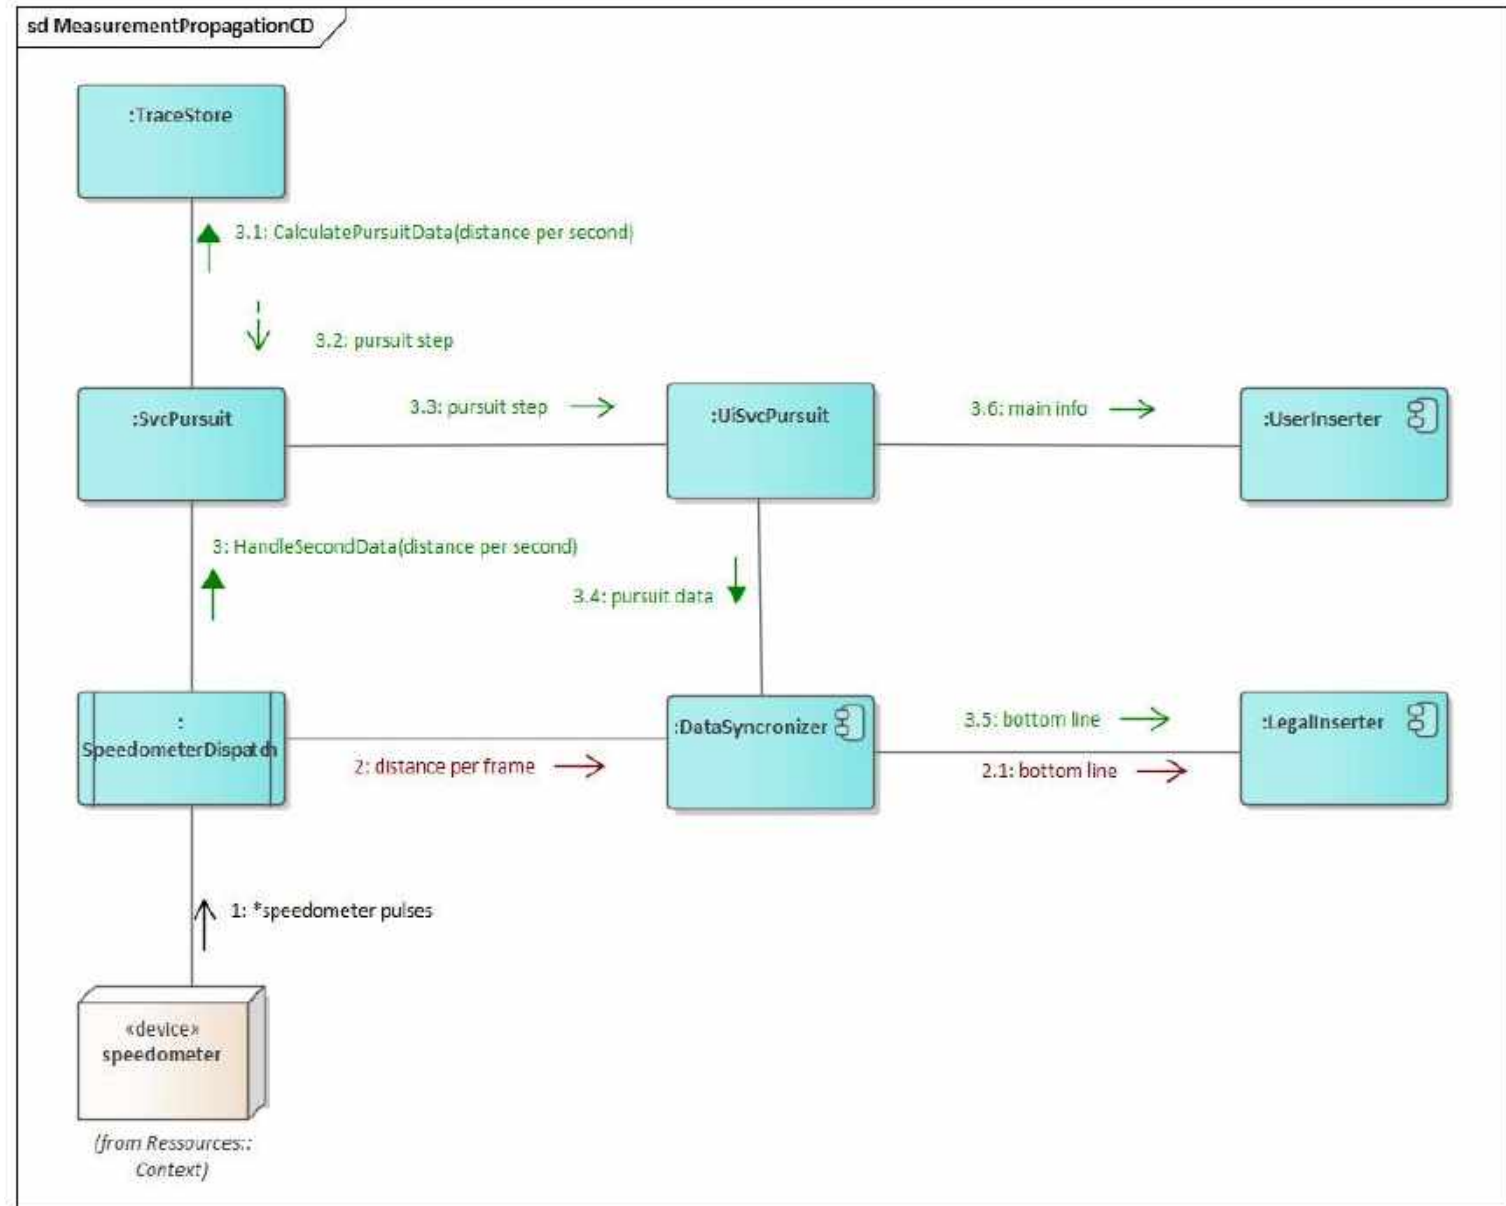 sd MeasurementPropagationCD
:TraceStore
3.1: CalculatePursuitData(distance per second)
3.2: pursuit step
:SvcPursuit
3.3: pursuit step
:UiSvcPursuit
3.6: main info
:UserInserter
3: HandleSecondData(distance per second)
3.4: pursuit data
:
SpeedometerDispatch
2: distance per frame
:DataSyncronizer
3.5: bottom line
2.1: bottom line
:LegalInserter
1: *speedometer pulses
«device»
speedometer
(from Ressources::
Context)